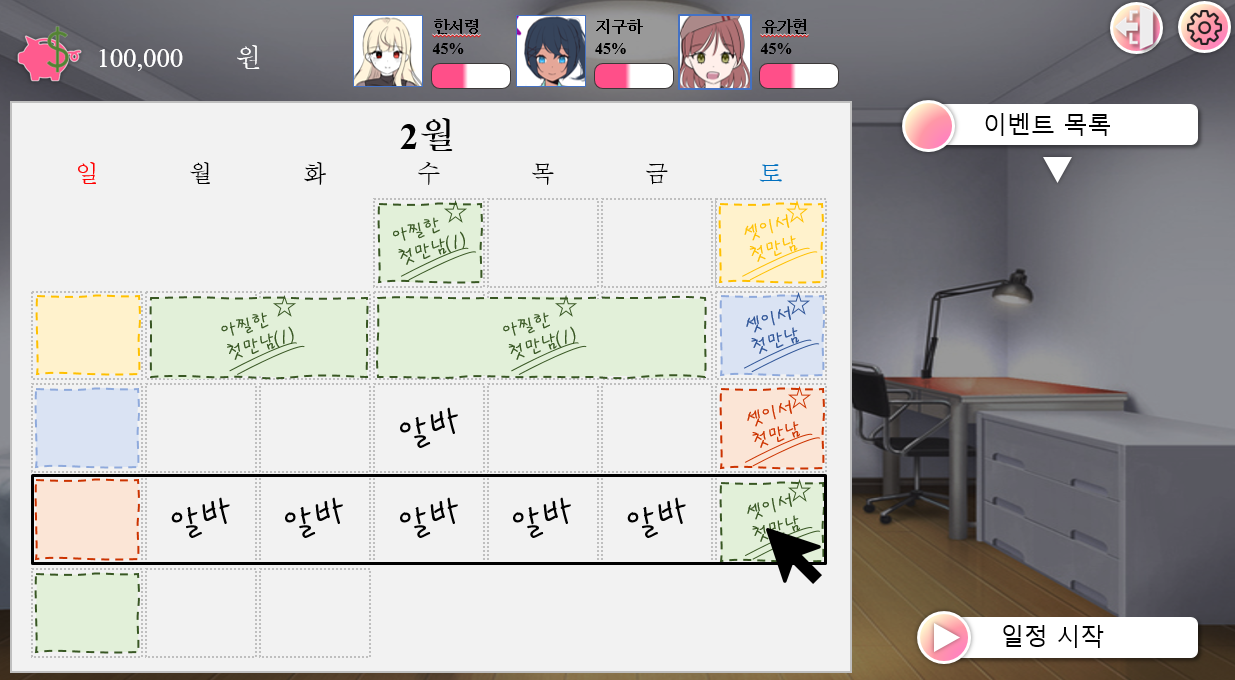 100,000 원
한서령
45%
지구하
45%
유가현
45%
2월
일 월 화 수 목 금 토
아찔한
첫만남(1)
셋이서
첫만남
아찔한
첫만남(1)
아찔한
첫만남(1)
셋이서
첫만남
알바
셋이서
첫만남
알바 알바 알바 알바 알바
셋이서
첫만남
이벤트 목록
일정 시작